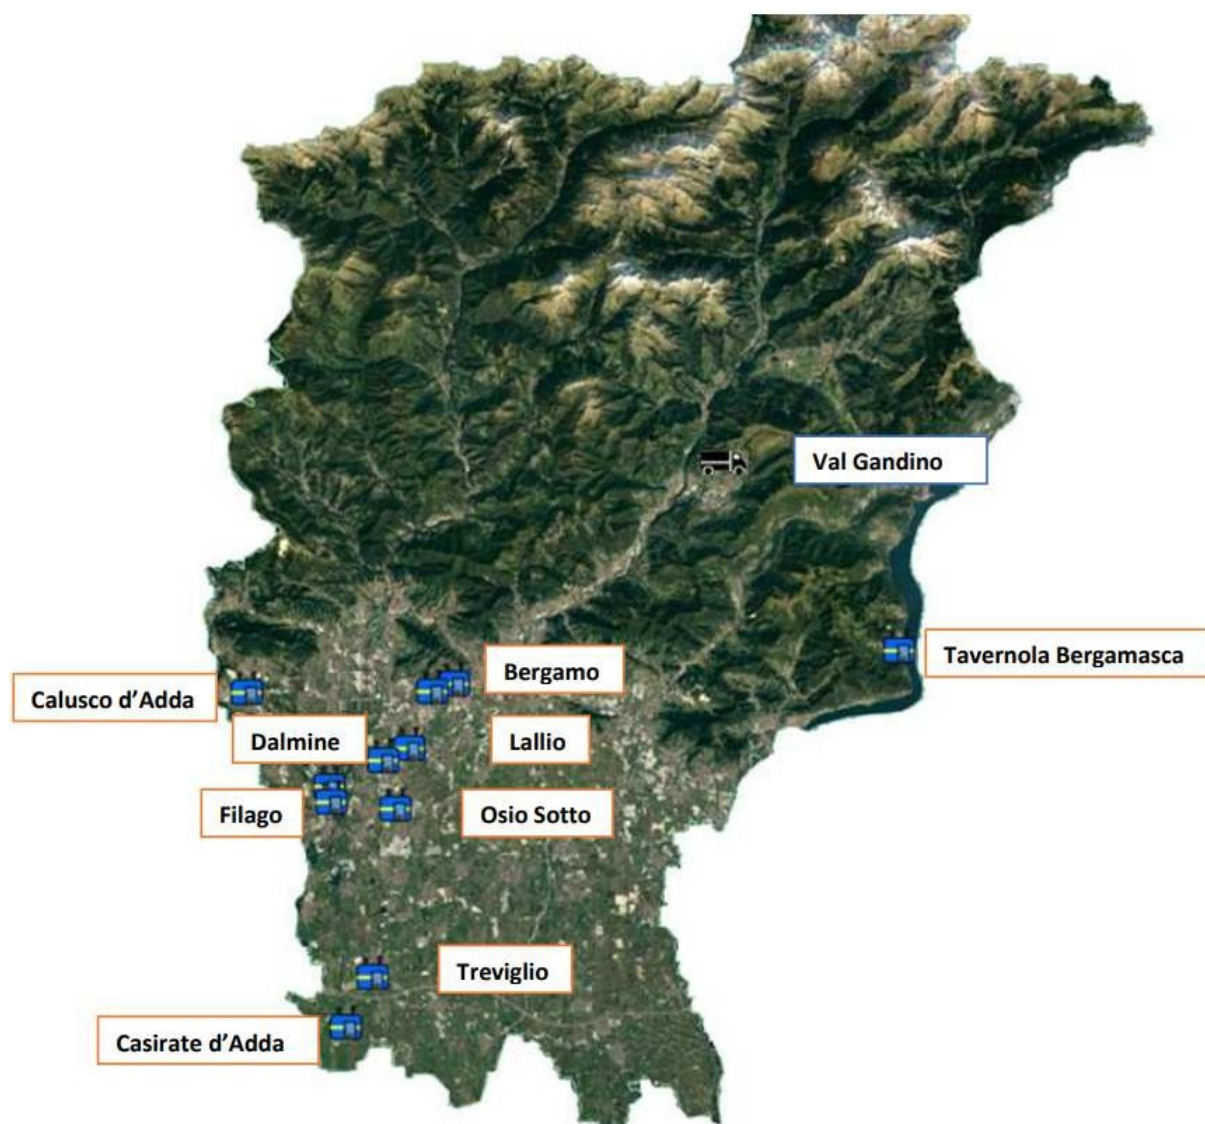 Val Gandino
Tavernola Bergamasca
Bergamo
Calusco d’Adda
Dalmine
Lallio
Filago
Osio Sotto
Treviglio
Casirate d’Adda